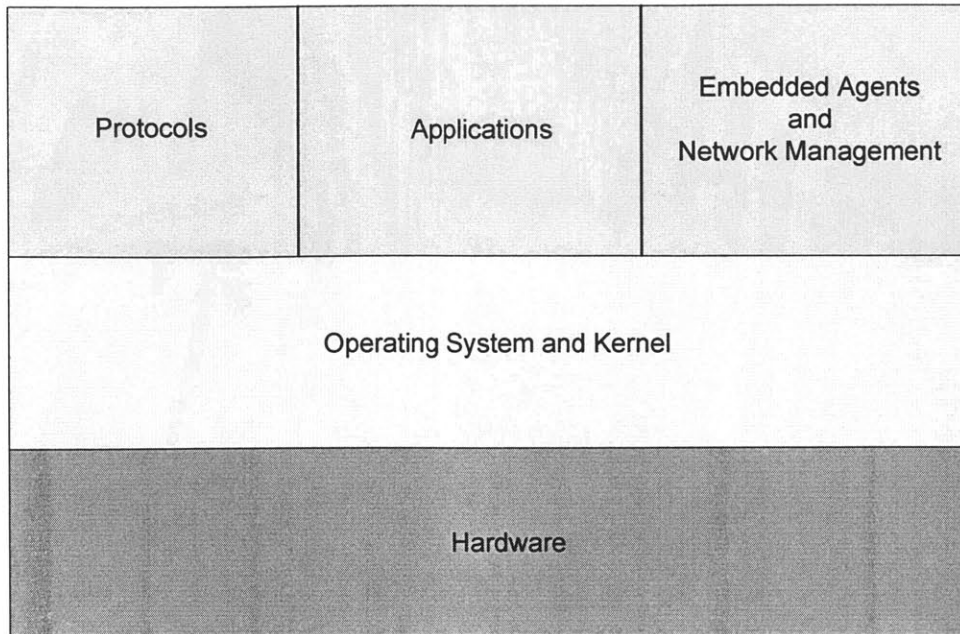 Protocols
Applications
Embedded Agents
and
Network Management
Operating System and Kernel
Hardware